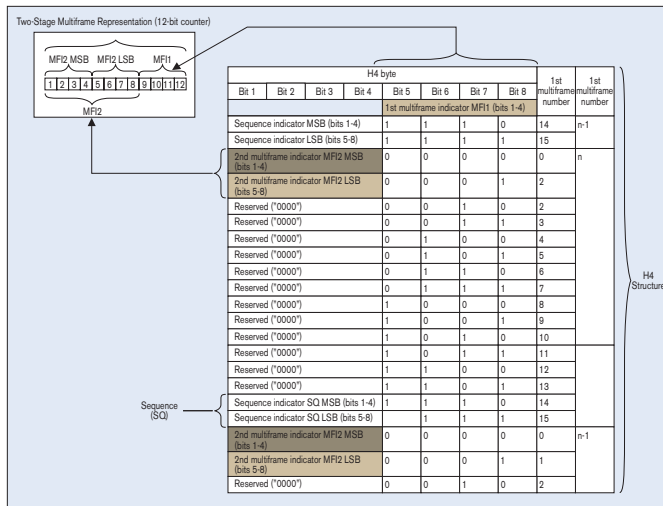 Two-Stage Multiframe Representation (12-bit counter)
MFI2 MSB MFI2 LSB MFI1
1 2 3 4 5 6 7 8 9 10 11 12
MFI2
H4 byte
1st multiframe number
1st multiframe number
Bit 1 Bit 2 Bit 3 Bit 4 Bit 5 Bit 6 Bit 7 Bit 8
1st multiframe indicator MFI1 (bits 1-4)
Sequence indicator MSB (bits 1-4) 1 1 1 0 14 n-1
Sequence indicator LSB (bits 5-8) 1 1 1 1 15
2nd multiframe indicator MFI2 MSB 0 0 0 0 0 n
(bits 1-4)
2nd multiframe indicator MFI2 LSB 0 0 0 1 2
(bits 5-8)
Reserved ("0000") 0 0 1 0 2
Reserved ("0000") 0 0 1 1 3
Reserved ("0000") 0 1 0 0 4
Reserved ("0000") 0 1 0 1 5
Reserved ("0000") 0 1 1 0 6
Reserved ("0000") 0 1 1 1 7
Reserved ("0000") 1 0 0 0 8
Reserved ("0000") 1 0 0 1 9
Reserved ("0000") 1 0 1 0 10
Reserved ("0000") 1 0 1 1 11
Reserved ("0000") 1 1 0 0 12
Reserved ("0000") 1 1 0 1 13
Sequence indicator SQ MSB (bits 1-4) 1 1 1 0 14
Sequence indicator SQ LSB (bits 5-8) 1 1 1 15
2nd multiframe indicator MFI2 MSB 0 0 0 0 0 n-1
(bits 1-4)
2nd multiframe indicator MFI2 LSB 0 0 0 1 1
(bits 5-8)
Reserved ("0000") 0 0 1 0 2
Sequence
(SQ)
H4
Structure